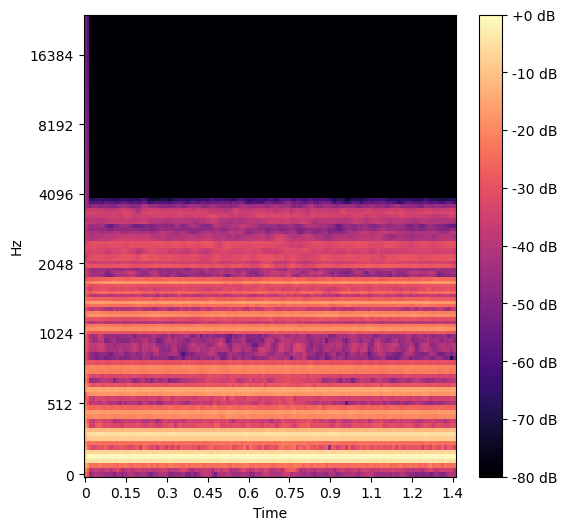 +0 dB
16384
-10 dB
8192
-20 dB
4096
-30 dB
Hz
-40 dB
2048
-50 dB
1024
-60 dB
512
-70 dB
0
-80 dB
0 0.15 0.3 0.45 0.6 0.75 0.9 1.1 1.2 1.4
Time